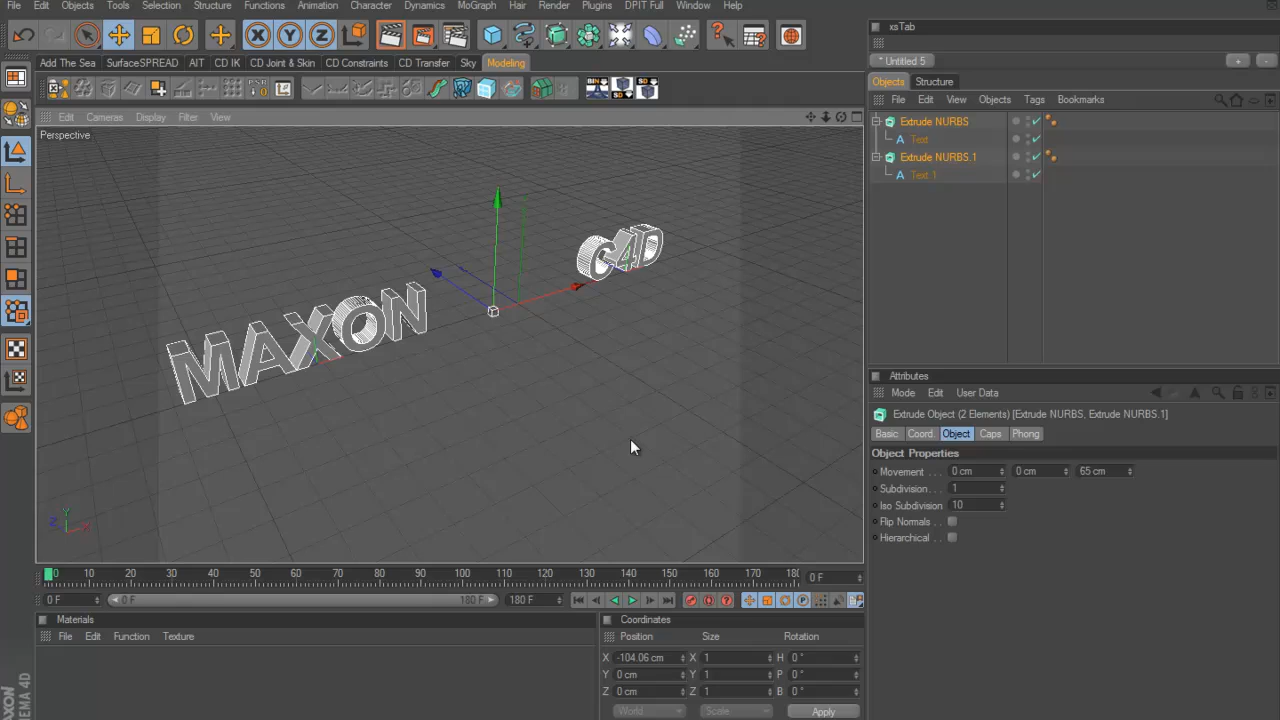 File Edit Objects Tools Selection Structure Functions Animation Character Dynamics MoGraph Hair Render Plugins DPIT Full Window Help
xsTab
* Untitled 5
Add The Sea SurfaceSPREAD AIT CD IK CD Joint & Skin CD Constraints CD Transfer Sky Modeling
Objects Structure
File Edit View Objects Tags Bookmarks
Edit Cameras Display Filter View
Perspective
Extrude NURBS
Text
Extrude NURBS.1
Text 1
MAXON
C4D
Attributes
Mode Edit User Data
Extrude Object (2 Elements) [Extrude NURBS, Extrude NURBS.1]
Basic Coord. Object Caps Phong
Object Properties
Movement . . . 0 cm 0 cm 65 cm
Subdivision. . . 1
Iso Subdivision 10
Flip Normals . .
Hierarchical . .
Y
Z X
0 10 20 30 40 50 60 70 80 90 100 110 120 130 140 150 160 170 180 0 F
0 F 0 F 180 F 180 F
Materials
File Edit Function Texture
Coordinates
Position Size Rotation
X -104.06 cm X 1 H 0 °
Y 0 cm Y 1 P 0 °
Z 0 cm Z 1 B 0 °
World Scale Apply
MAXON
CINEMA 4D